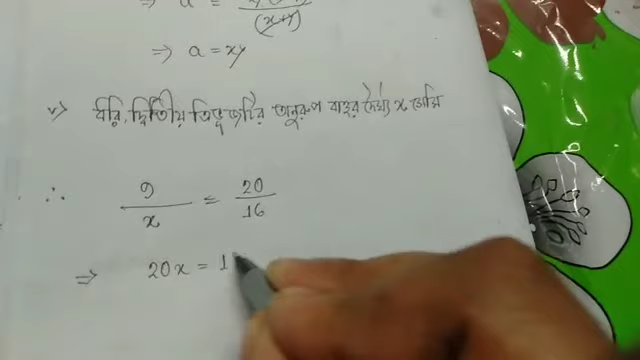 ⇒ a =
(x+y)
⇒ a = xy
v) ধরি, দ্বিতীয় ত্রিভুজটির অনুরূপ বাহুর দৈর্ঘ্য x সেমি
∴ 9/x = 20/16
⇒ 20x = 1